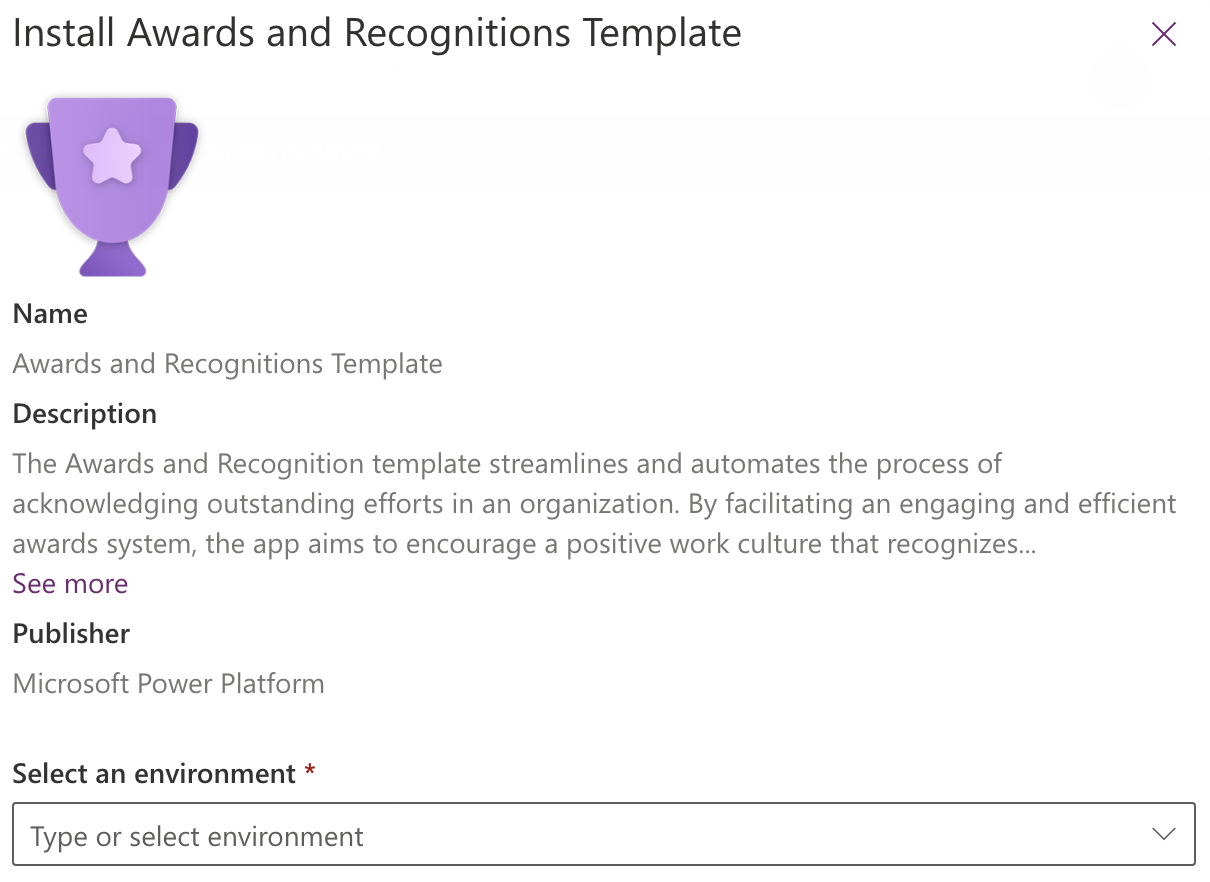 Install Awards and Recognitions Template
Name
Awards and Recognitions Template
Description
The Awards and Recognition template streamlines and automates the process of
acknowledging outstanding efforts in an organization. By facilitating an engaging and efficient
awards system, the app aims to encourage a positive work culture that recognizes...
See more
Publisher
Microsoft Power Platform
Select an environment *
Type or select environment